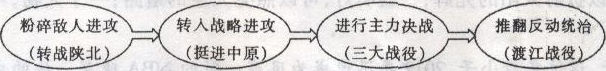 粉碎敌人进攻
(转战陕北)
转入战略进攻
(挺进中原)
进行主力决战
(三大战役)
推翻反动统治
(渡江战役)